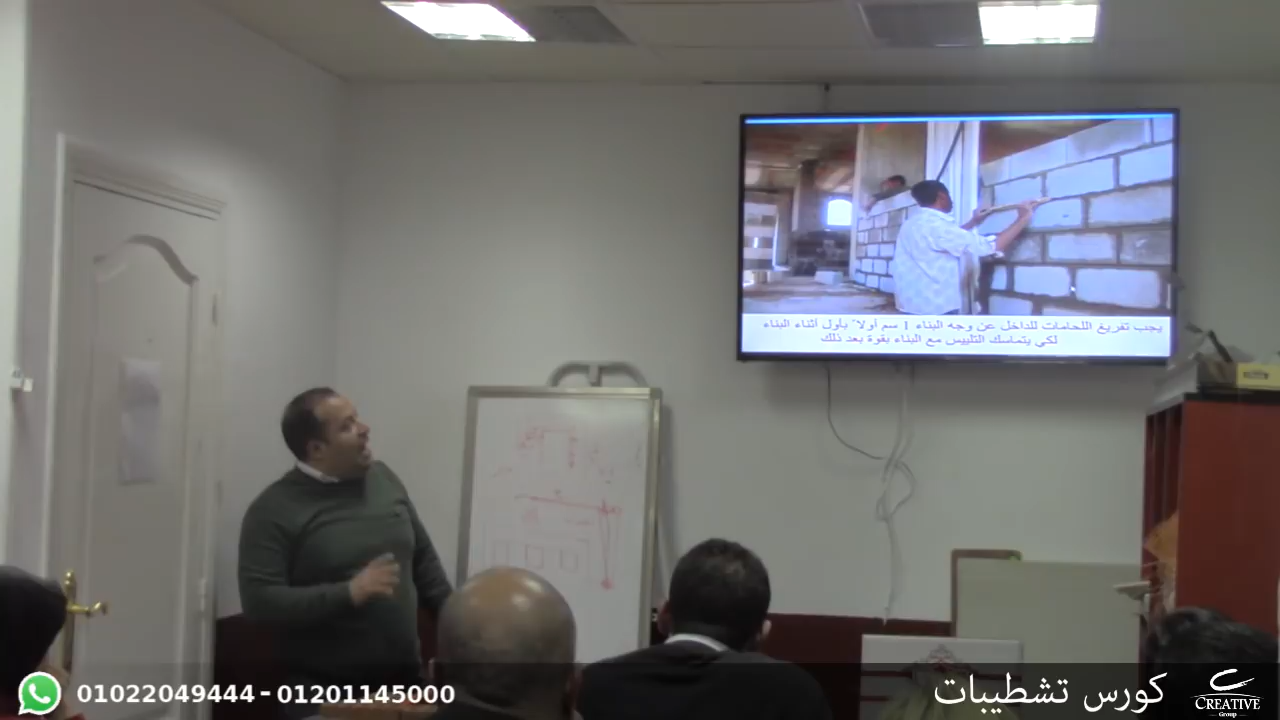 يجب تفريغ اللحامات للداخل عن وجه البناء 1 سم أولا" بأول أثناء البناء
لكي يتماسك التلييس مع البناء بقوة بعد ذلك
01022049444 - 01201145000
كورس تشطيبات
CREATIVE
Group